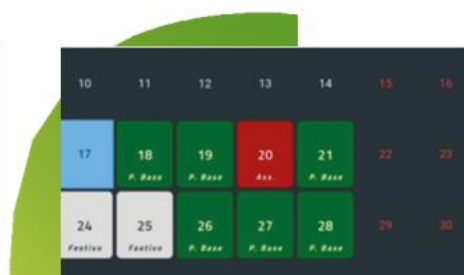 10 11 12 13 14 15 16
17 18 19 20 21 22 23
P. Base P. Base Ass. P. Base
24 25 26 27 28 29 30
Festivo Festivo P. Base P. Base P. Base